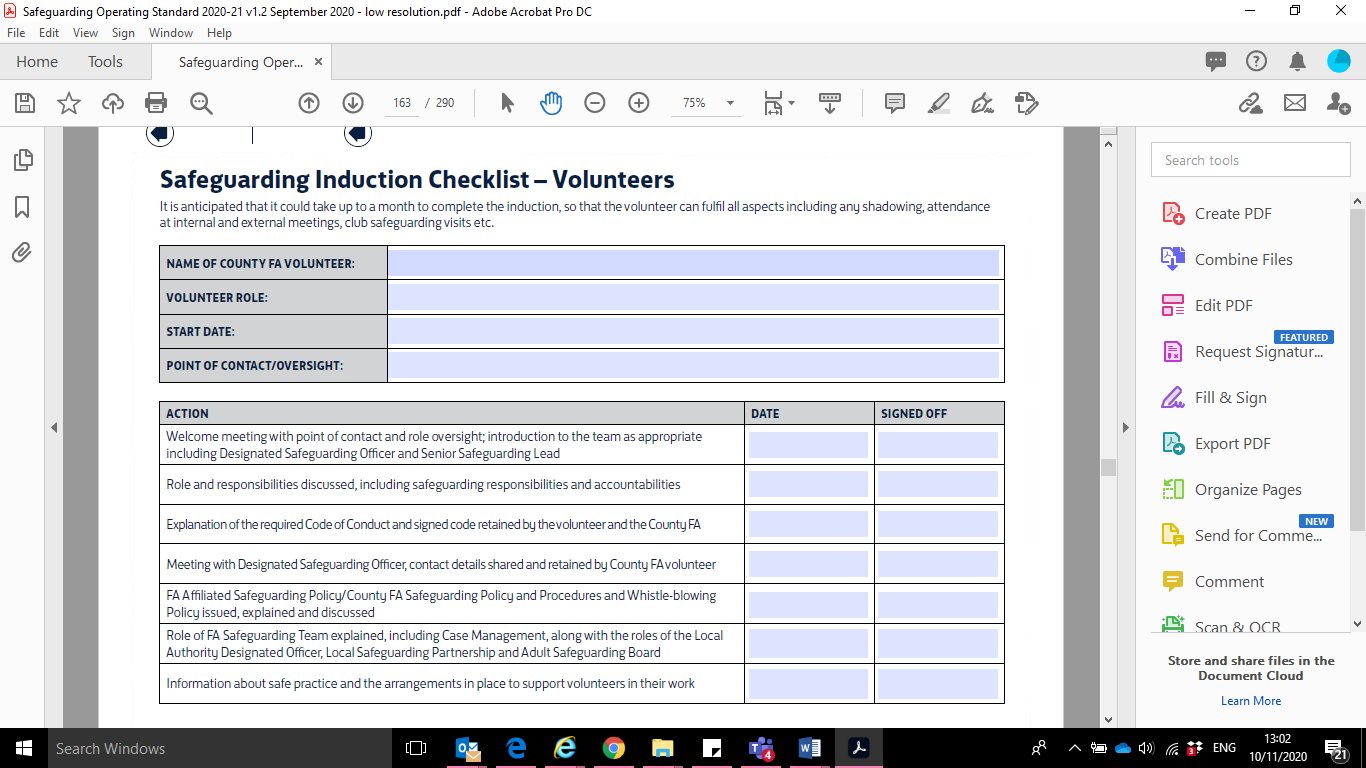 Safeguarding Operating Standard 2020-21 v1.2 September 2020 - low resolution.pdf - Adobe Acrobat Pro DC
File Edit View Sign Window Help
Home Tools Safeguarding Oper... ×
163 / 290 75%
Safeguarding Induction Checklist – Volunteers
It is anticipated that it could take up to a month to complete the induction, so that the volunteer can fulfil all aspects including any shadowing, attendance
at internal and external meetings, club safeguarding visits etc.
NAME OF COUNTY FA VOLUNTEER:
VOLUNTEER ROLE:
START DATE:
POINT OF CONTACT/OVERSIGHT:
ACTION DATE SIGNED OFF
Welcome meeting with point of contact and role oversight; introduction to the team as appropriate
including Designated Safeguarding Officer and Senior Safeguarding Lead
Role and responsibilities discussed, including safeguarding responsibilities and accountabilities
Explanation of the required Code of Conduct and signed code retained by the volunteer and the County FA
Meeting with Designated Safeguarding Officer, contact details shared and retained by County FA volunteer
FA Affiliated Safeguarding Policy/County FA Safeguarding Policy and Procedures and Whistle-blowing
Policy issued, explained and discussed
Role of FA Safeguarding Team explained, including Case Management, along with the roles of the Local
Authority Designated Officer, Local Safeguarding Partnership and Adult Safeguarding Board
Information about safe practice and the arrangements in place to support volunteers in their work
Search tools
Create PDF
Combine Files
Edit PDF
FEATURED
Request Signatur...
Fill & Sign
Export PDF
Organize Pages
NEW
Send for Comme...
Comment
Scan & OCR
Store and share files in the
Document Cloud
Learn More
Search Windows
4
3
ENG
13:02
10/11/2020
21